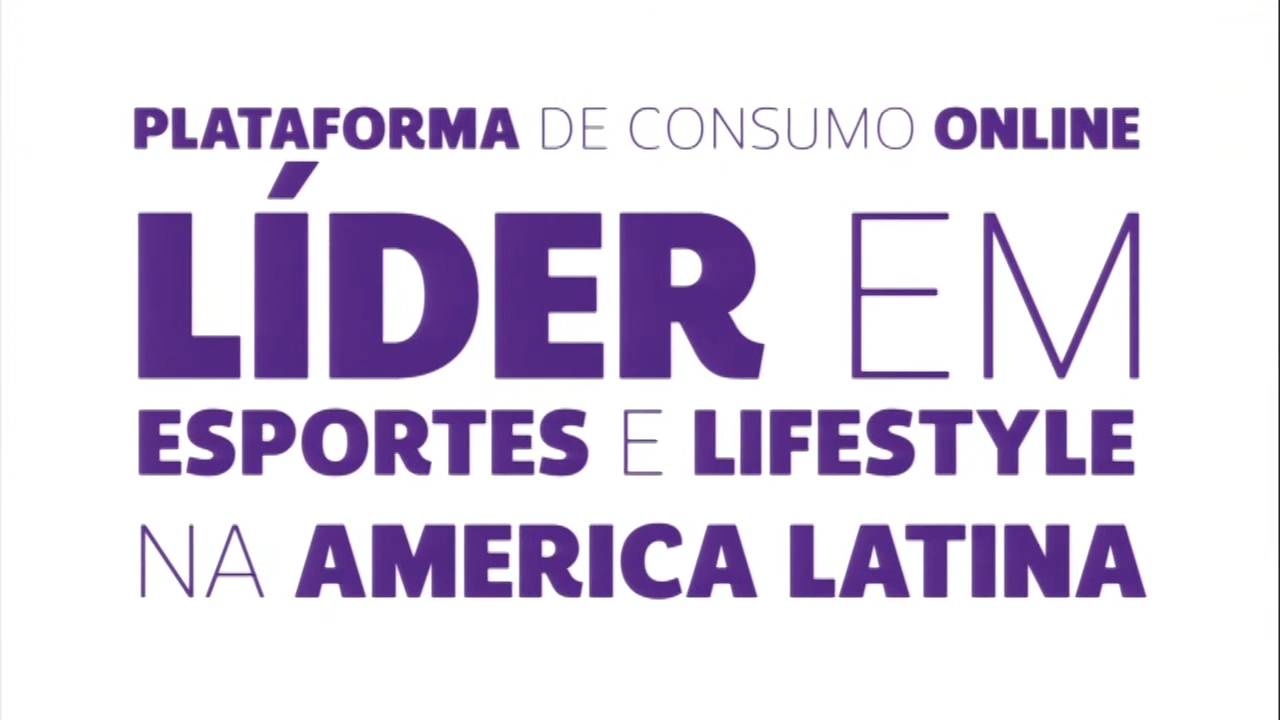 PLATAFORMA DE CONSUMO ONLINE
LÍDER EM
ESPORTES E LIFESTYLE
NA AMERICA LATINA